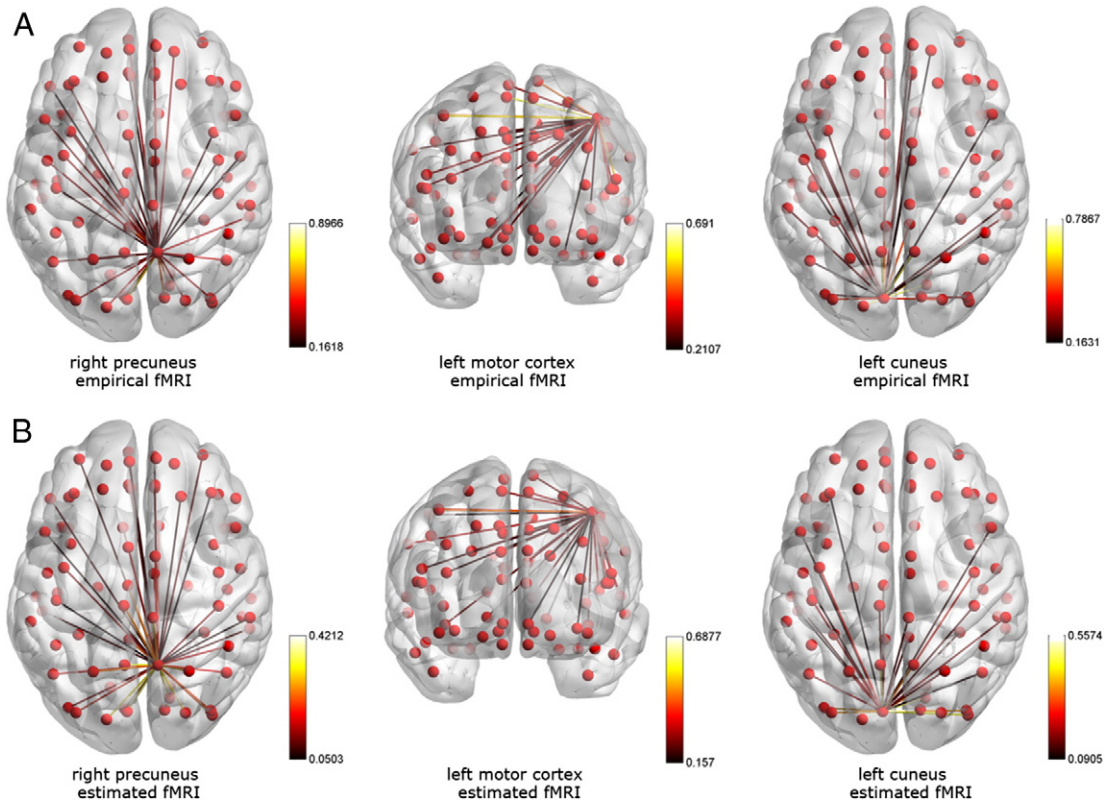 A
0.8966
0.1618
right precuneus
empirical fMRI
0.691
0.2107
left motor cortex
empirical fMRI
0.7867
0.1631
left cuneus
empirical fMRI
B
0.4212
0.0503
right precuneus
estimated fMRI
0.6877
0.157
left motor cortex
estimated fMRI
0.5574
0.0905
left cuneus
estimated fMRI